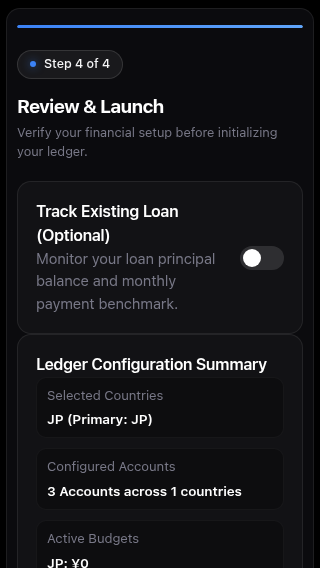 Step 4 of 4
Review & Launch
Verify your financial setup before initializing
your ledger.
Track Existing Loan
(Optional)
Monitor your loan principal
balance and monthly
payment benchmark.
Ledger Configuration Summary
Selected Countries
JP (Primary: JP)
Configured Accounts
3 Accounts across 1 countries
Active Budgets
JP: ¥0